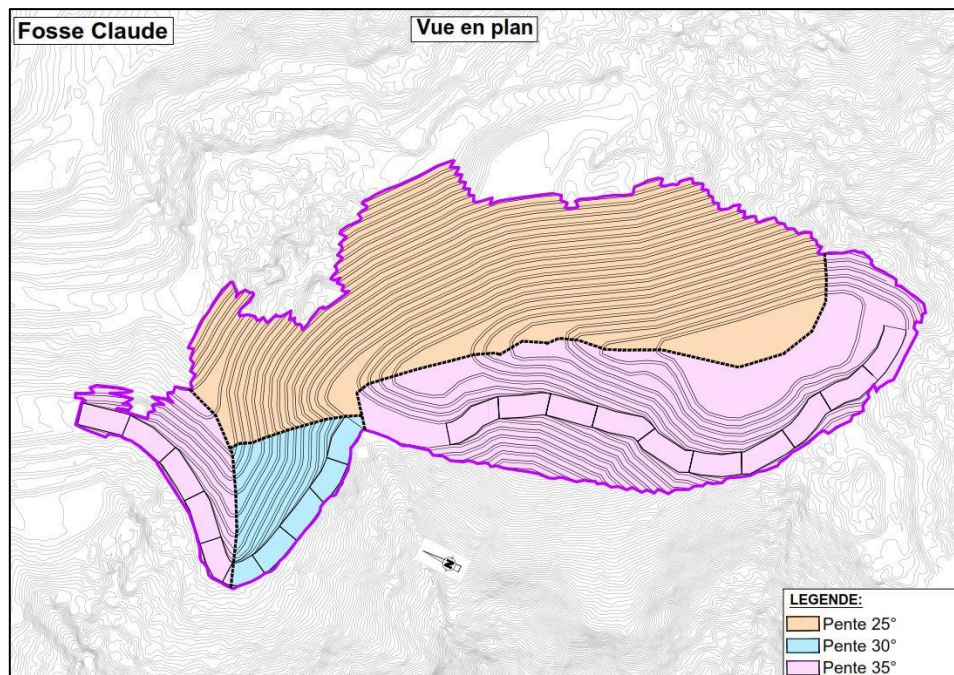 Fosse Claude
Vue en plan
N
LEGENDE:
Pente 25°
Pente 30°
Pente 35°